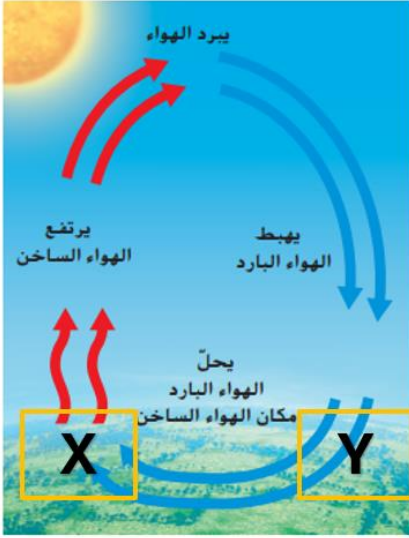 يبرد الهواء
يرتفع
الهواء الساخن
يهبط
الهواء البارد
يحلّ
الهواء البارد
مكان الهواء الساخن
X
Y